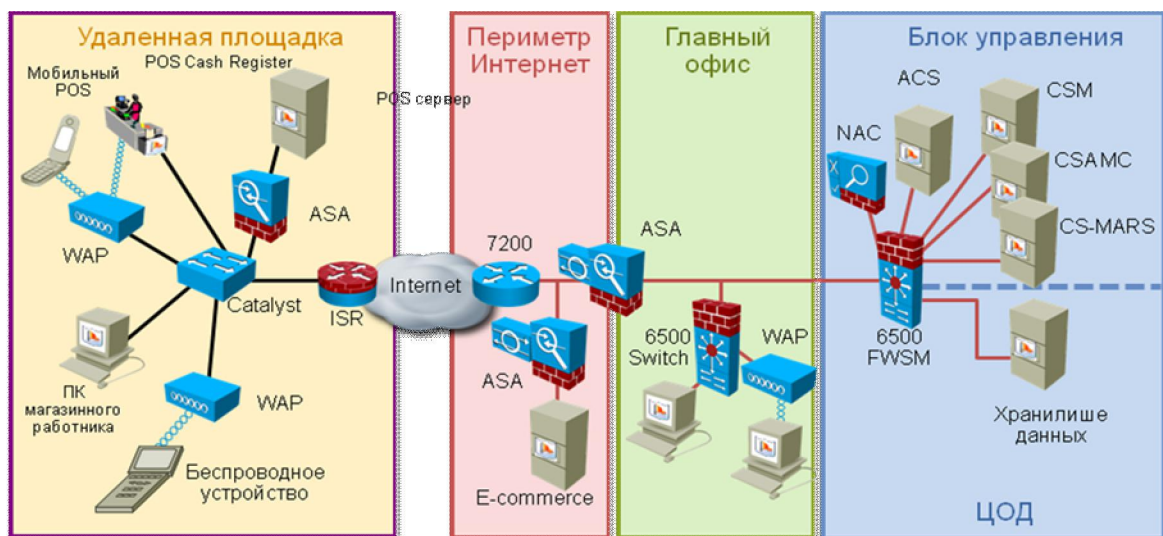 Удаленная площадка
POS Cash Register
Мобильный
POS
POS сервер
WAP
ASA
Catalyst
ISR
ПК
магазинного
работника
WAP
Беспроводное
устройство
Internet
Периметр
Интернет
7200
ASA
E-commerce
Главный
офис
ASA
6500
Switch
WAP
Блок управления
ACS
CSM
NAC
CSAMC
CS-MARS
6500
FWSM
Хранилише
данных
ЦОД